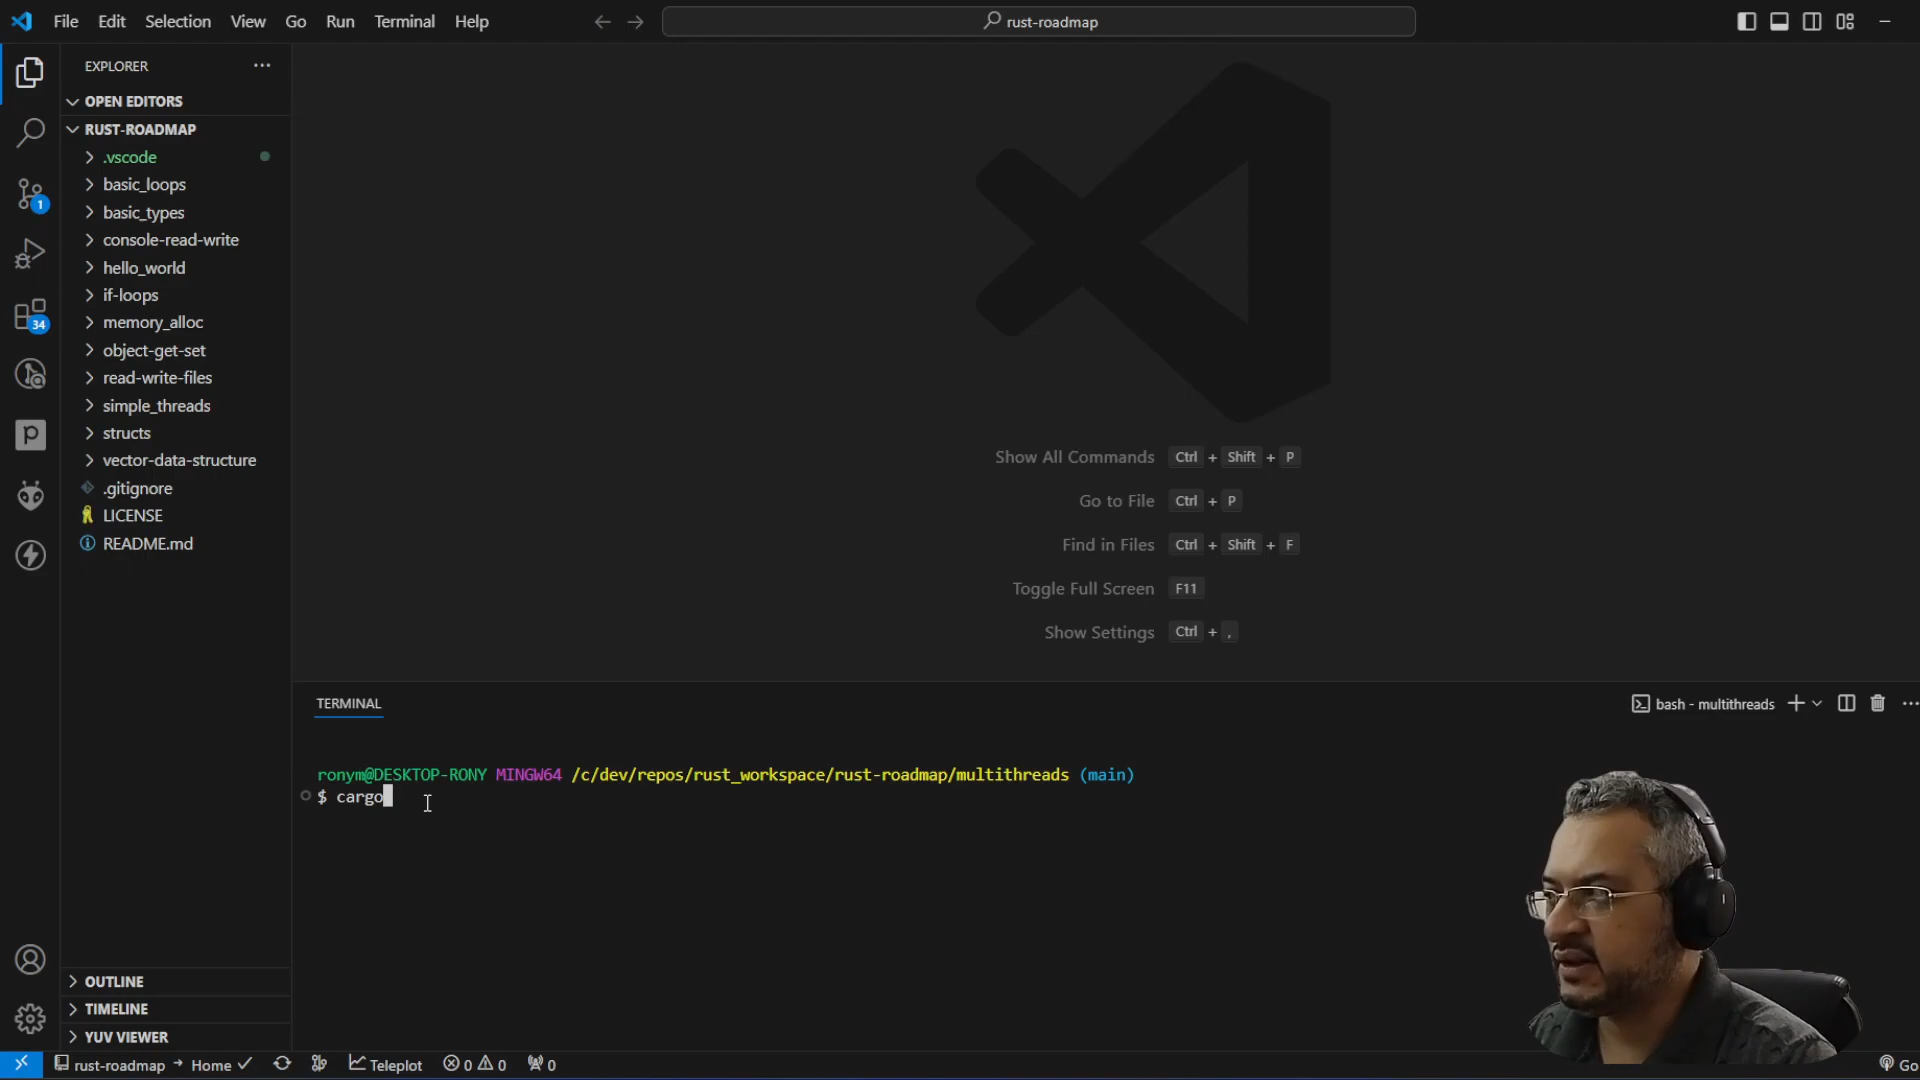 File Edit Selection View Go Run Terminal Help
rust-roadmap
EXPLORER
OPEN EDITORS
RUST-ROADMAP
.vscode
basic_loops
basic_types
console-read-write
hello_world
if-loops
memory_alloc
object-get-set
read-write-files
simple_threads
structs
vector-data-structure
.gitignore
LICENSE
README.md
1
34
Show All Commands Ctrl + Shift + P
Go to File Ctrl + P
Find in Files Ctrl + Shift + F
Toggle Full Screen F11
Show Settings Ctrl + ,
TERMINAL
bash - multithreads
ronym@DESKTOP-RONY MINGW64 /c/dev/repos/rust_workspace/rust-roadmap/multithreads (main)
$ cargo
OUTLINE
TIMELINE
YUV VIEWER
rust-roadmap Home Teleplot 0 0 0 Go